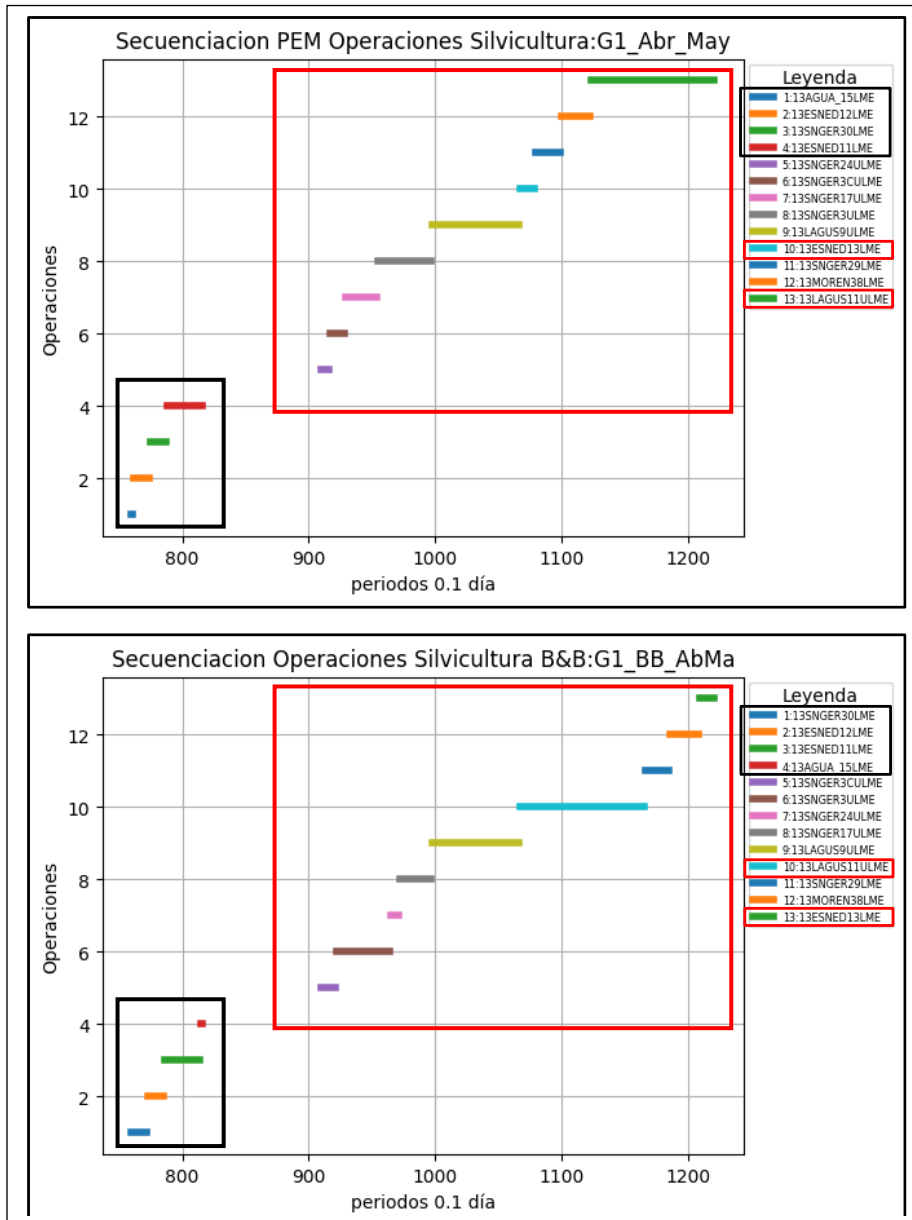 Secuenciacion PEM Operaciones Silvicultura:G1_Abr_May
Leyenda
1:13AGUA_15LME
2:13ESNED12LME
3:13SNGER30LME
4:13ESNED11LME
5:13SNGER24ULME
6:13SNGER3CULME
7:13SNGER17ULME
8:13SNGER3ULME
9:13LAGUS9ULME
10:13ESNED13LME
11:13SNGER29LME
12:13MOREN38LME
13:13LAGUS11ULME
Operaciones
12
10
8
6
4
2
800 900 1000 1100 1200
periodos 0.1 día
Secuenciacion Operaciones Silvicultura B&B:G1_BB_AbMa
Leyenda
1:13SNGER30LME
2:13ESNED12LME
3:13ESNED11LME
4:13AGUA_15LME
5:13SNGER3CULME
6:13SNGER3ULME
7:13SNGER24ULME
8:13SNGER17ULME
9:13LAGUS9ULME
10:13LAGUS11ULME
11:13SNGER29LME
12:13MOREN38LME
13:13ESNED13LME
Operaciones
12
10
8
6
4
2
800 900 1000 1100 1200
periodos 0.1 día